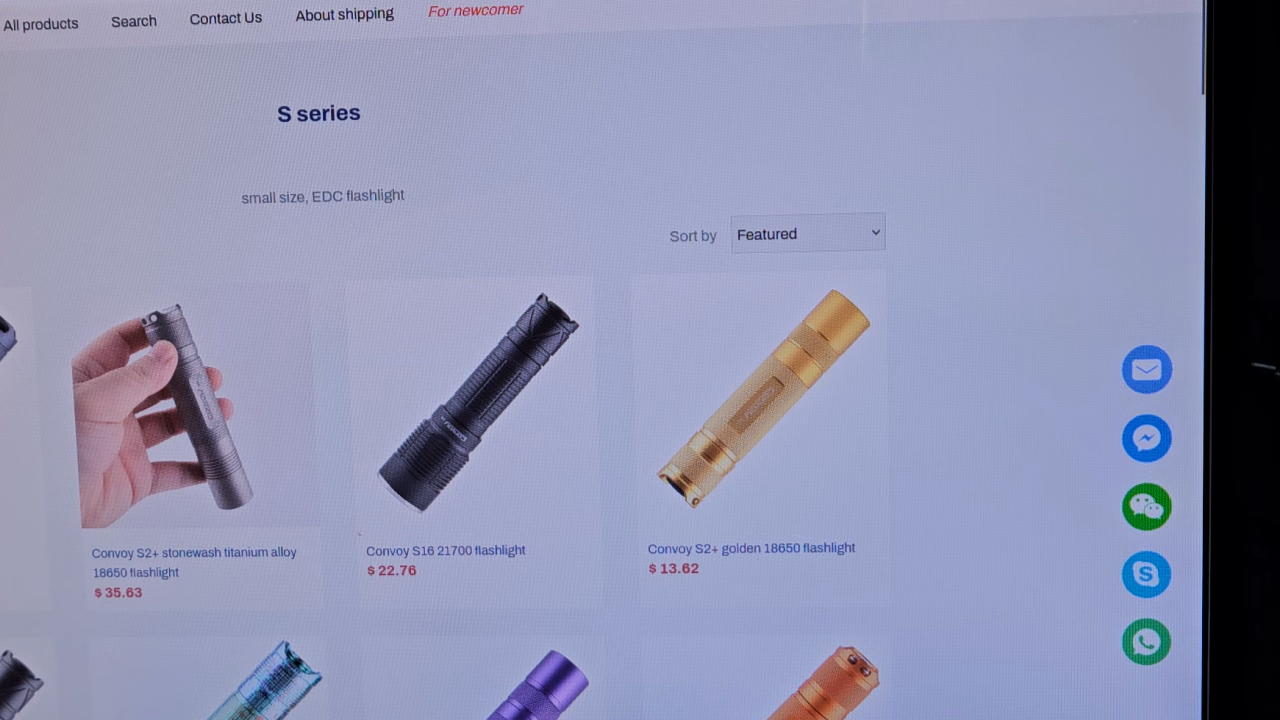 All products Search Contact Us About shipping For newcomer
S series
small size, EDC flashlight
Sort by Featured
Convoy S2+ stonewash titanium alloy
18650 flashlight
$ 35.63
Convoy S16 21700 flashlight
$ 22.76
Convoy S2+ golden 18650 flashlight
$ 13.62